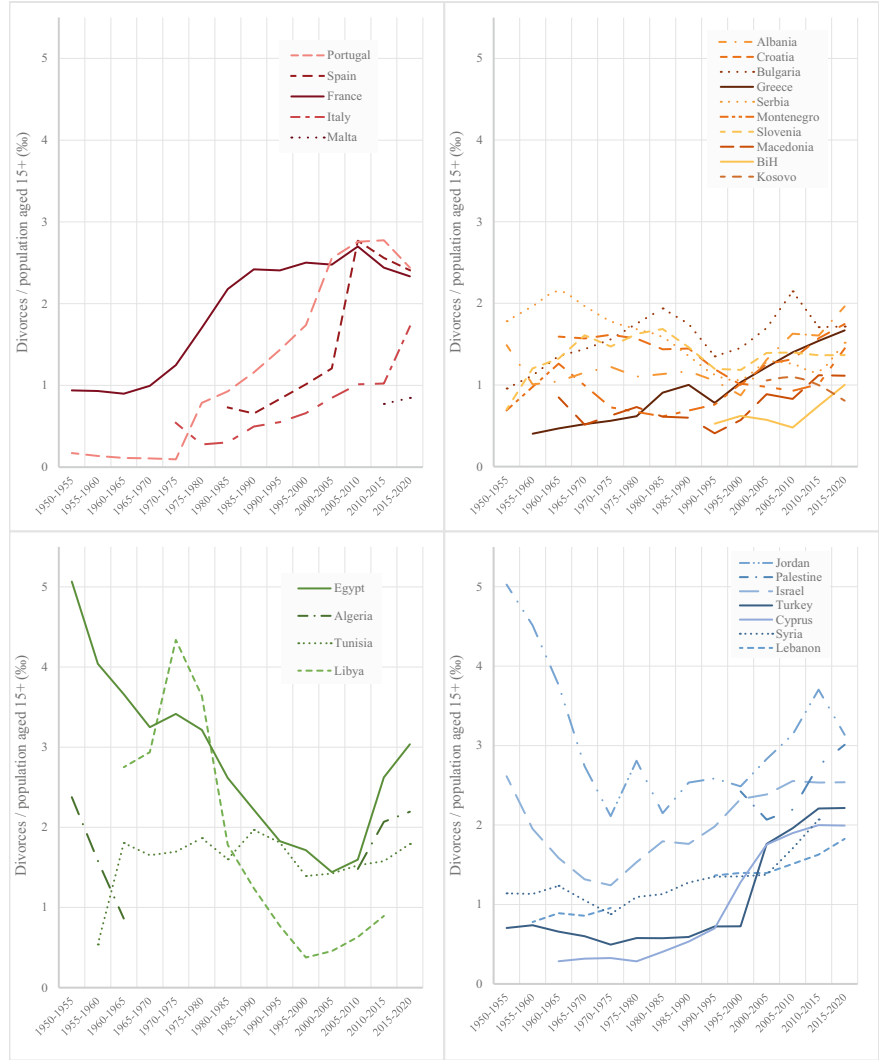 Divorces / population aged 15+ (‰)
5
4
3
2
1
0
Portugal
Spain
France
Italy
Malta
1950-1955
1955-1960
1960-1965
1965-1970
1970-1975
1975-1980
1980-1985
1985-1990
1990-1995
1995-2000
2000-2005
2005-2010
2010-2015
2015-2020
Divorces / population aged 15+ (‰)
5
4
3
2
1
0
Albania
Croatia
Bulgaria
Greece
Serbia
Montenegro
Slovenia
Macedonia
BiH
Kosovo
1950-1955
1955-1960
1960-1965
1965-1970
1970-1975
1975-1980
1980-1985
1985-1990
1990-1995
1995-2000
2000-2005
2005-2010
2010-2015
2015-2020
Divorces / population aged 15+ (‰)
5
4
3
2
1
0
Egypt
Algeria
Tunisia
Libya
1950-1955
1955-1960
1960-1965
1965-1970
1970-1975
1975-1980
1980-1985
1985-1990
1990-1995
1995-2000
2000-2005
2005-2010
2010-2015
2015-2020
Divorces / population aged 15+ (‰)
5
4
3
2
1
0
Jordan
Palestine
Israel
Turkey
Cyprus
Syria
Lebanon
1950-1955
1955-1960
1960-1965
1965-1970
1970-1975
1975-1980
1980-1985
1985-1990
1990-1995
1995-2000
2000-2005
2005-2010
2010-2015
2015-2020